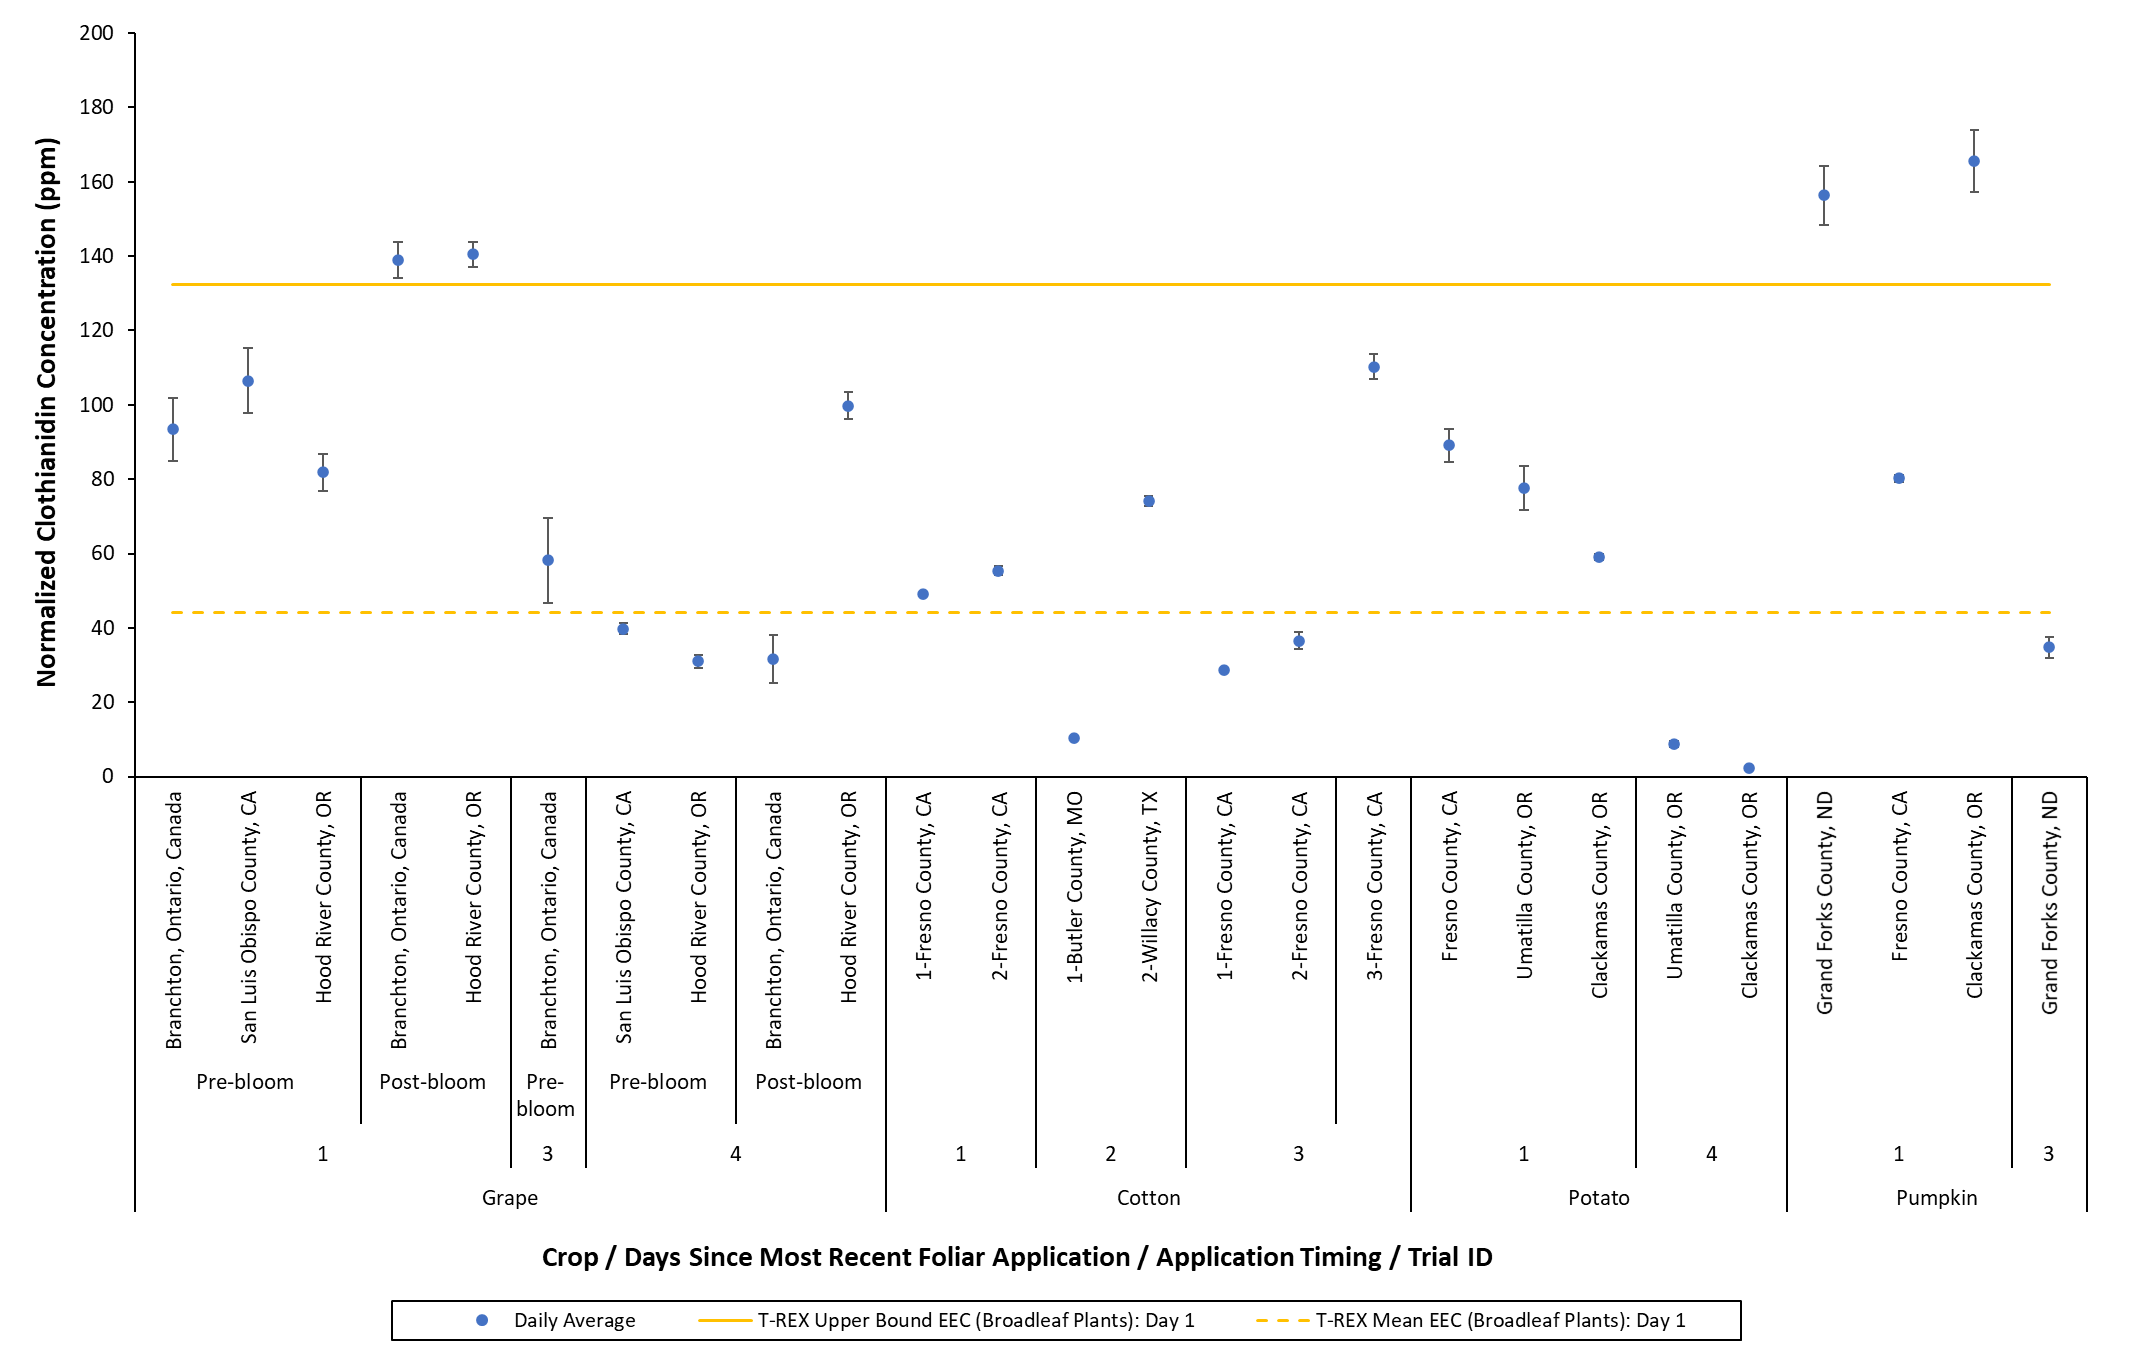 Normalized Clothianidin Concentration (ppm)
200
180
160
140
120
100
80
60
40
20
0
Branchton, Ontario, Canada
San Luis Obispo County, CA
Hood River County, OR
Branchton, Ontario, Canada
Hood River County, OR
Branchton, Ontario, Canada
San Luis Obispo County, CA
Hood River County, OR
Branchton, Ontario, Canada
Hood River County, OR
1-Fresno County, CA
2-Fresno County, CA
1-Butler County, MO
2-Willacy County, TX
1-Fresno County, CA
2-Fresno County, CA
3-Fresno County, CA
Fresno County, CA
Umatilla County, OR
Clackamas County, OR
Umatilla County, OR
Clackamas County, OR
Grand Forks County, ND
Fresno County, CA
Clackamas County, OR
Grand Forks County, ND
Pre-bloom
Post-bloom
Pre-
bloom
Pre-bloom
Post-bloom
1
3
4
1
2
3
1
4
1
3
Grape
Cotton
Potato
Pumpkin
Crop / Days Since Most Recent Foliar Application / Application Timing / Trial ID
Daily Average
T-REX Upper Bound EEC (Broadleaf Plants): Day 1
T-REX Mean EEC (Broadleaf Plants): Day 1